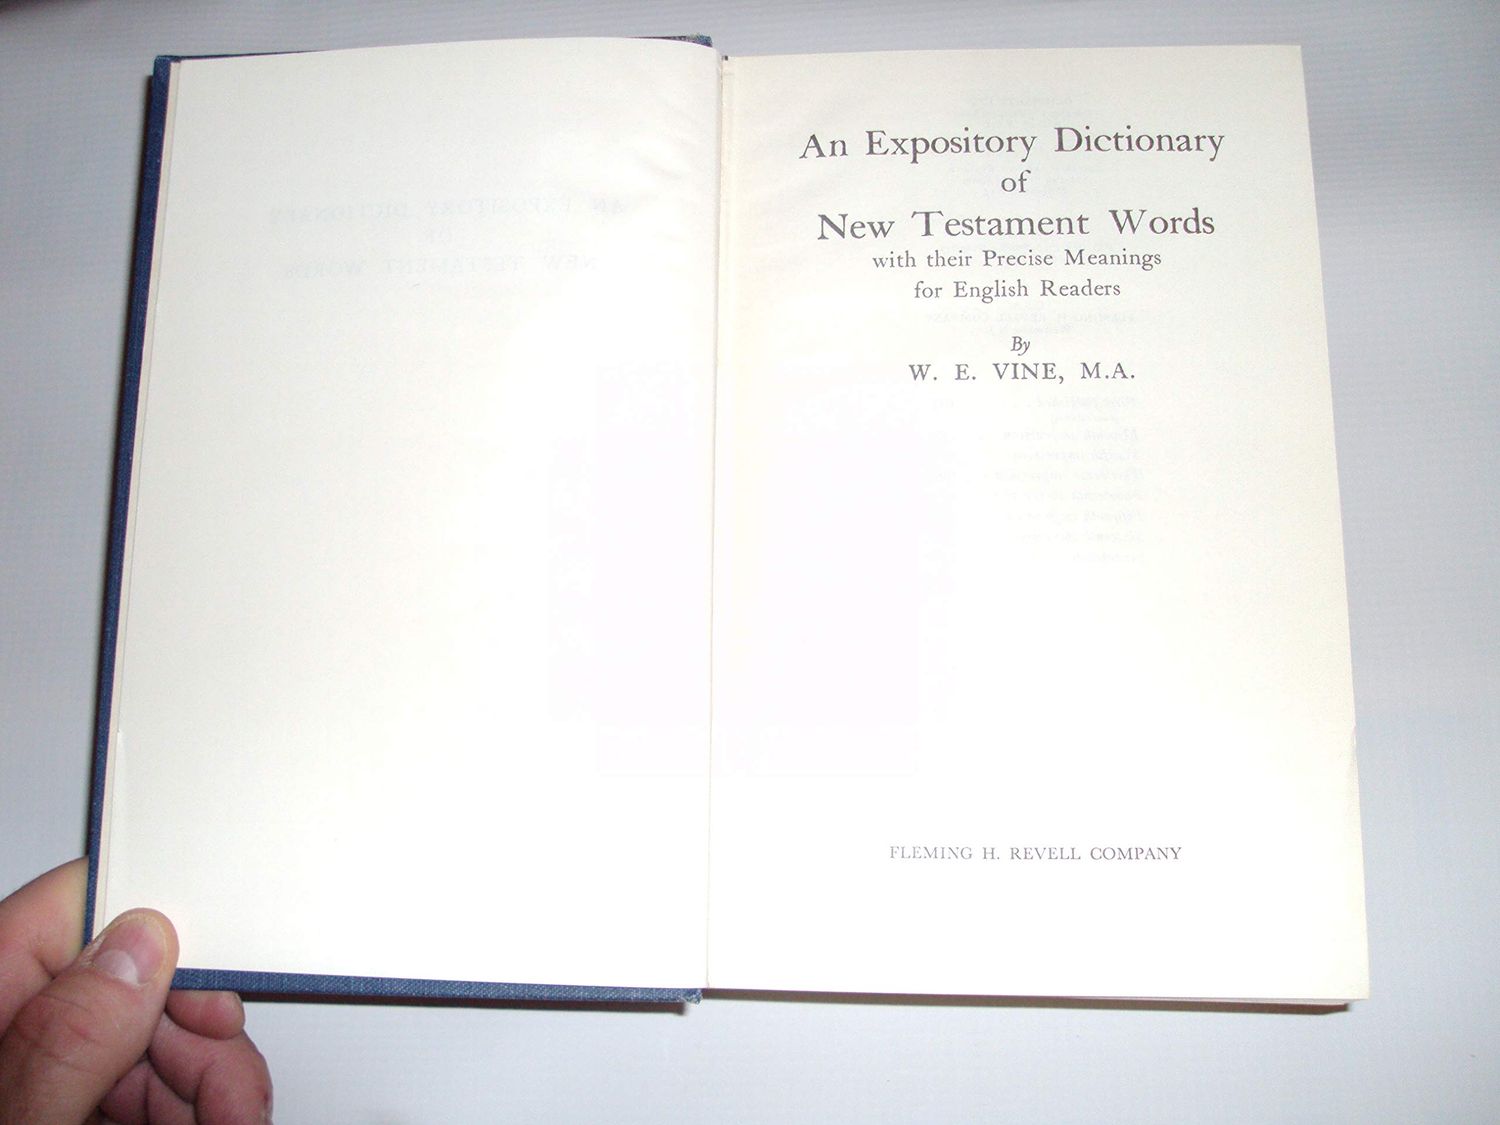 An Expository Dictionary
of
New Testament Words
with their Precise Meanings
for English Readers
By
W. E. VINE, M.A.
FLEMING H. REVELL COMPANY